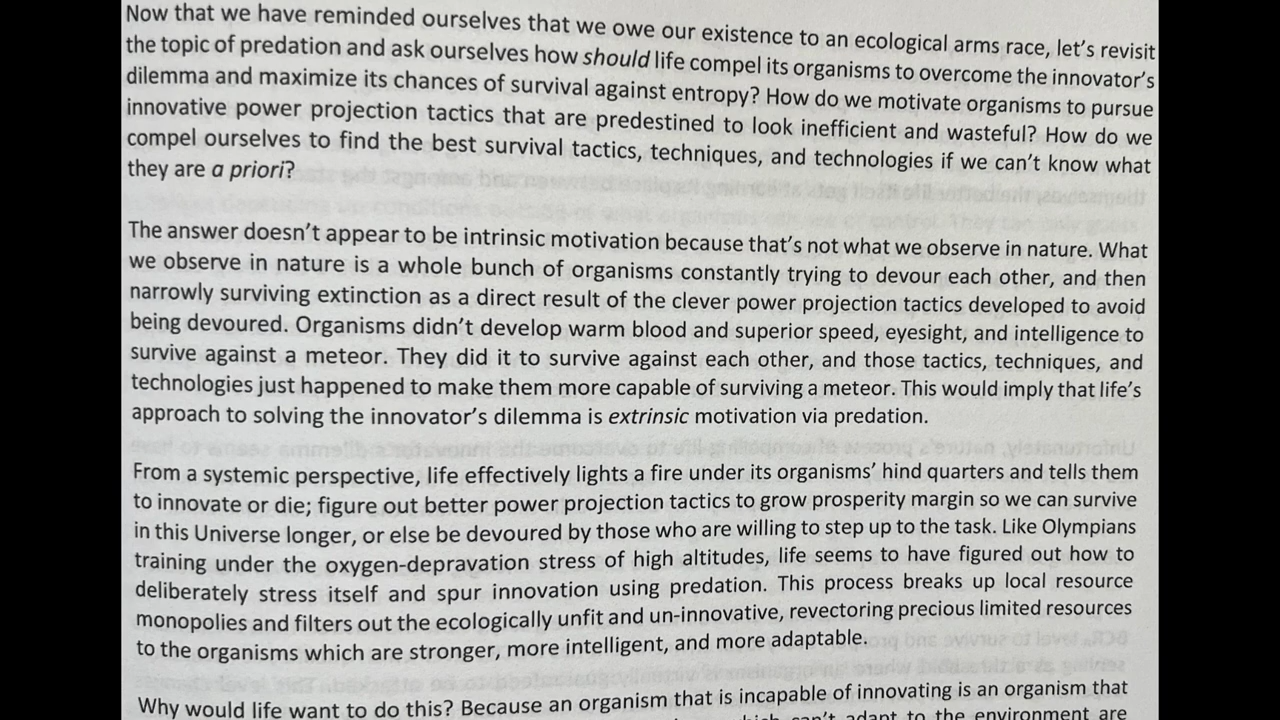 Now that we have reminded ourselves that we owe our existence to an ecological arms race, let's revisit
the topic of predation and ask ourselves how should life compel its organisms to overcome the innovator's
dilemma and maximize its chances of survival against entropy? How do we motivate organisms to pursue
innovative power projection tactics that are predestined to look inefficient and wasteful? How do we
compel ourselves to find the best survival tactics, techniques, and technologies if we can't know what
they are a priori?
The answer doesn't appear to be intrinsic motivation because that's not what we observe in nature. What
we observe in nature is a whole bunch of organisms constantly trying to devour each other, and then
narrowly surviving extinction as a direct result of the clever power projection tactics developed to avoid
being devoured. Organisms didn't develop warm blood and superior speed, eyesight, and intelligence to
survive against a meteor. They did it to survive against each other, and those tactics, techniques, and
technologies just happened to make them more capable of surviving a meteor. This would imply that life's
approach to solving the innovator's dilemma is extrinsic motivation via predation.
From a systemic perspective, life effectively lights a fire under its organisms' hind quarters and tells them
to innovate or die; figure out better power projection tactics to grow prosperity margin so we can survive
in this Universe longer, or else be devoured by those who are willing to step up to the task. Like Olympians
training under the oxygen-depravation stress of high altitudes, life seems to have figured out how to
deliberately stress itself and spur innovation using predation. This process breaks up local resource
monopolies and filters out the ecologically unfit and un-innovative, revectoring precious limited resources
to the organisms which are stronger, more intelligent, and more adaptable.
Why would life want to do this? Because an organism that is incapable of innovating is an organism that
can't adapt to the environment are